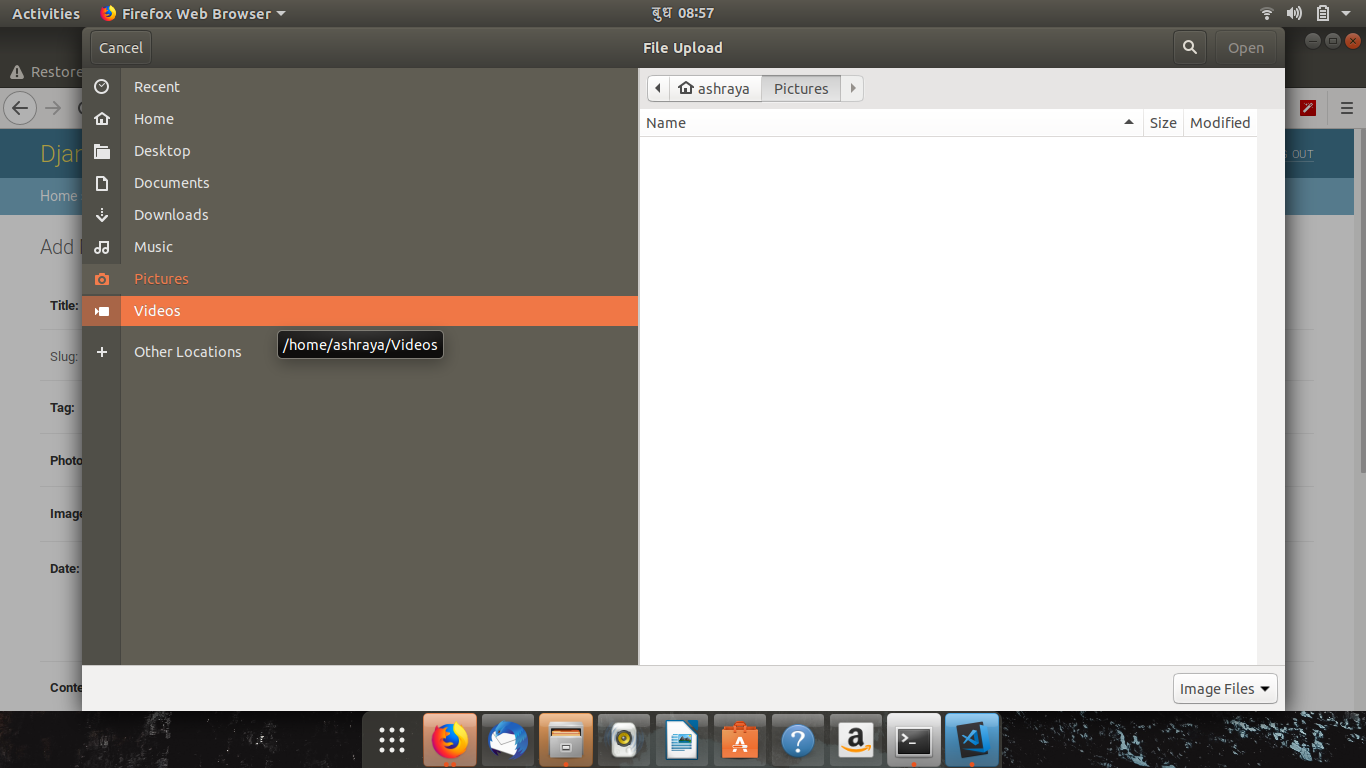 Activities Firefox Web Browser बुध 08:57
Cancel File Upload Open
Restore
Recent ashraya Pictures
Home
Name Size Modified
Desktop
Djan
OUT
Documents
Home
Downloads
Music
Add
Pictures
Title:
Videos
/home/ashraya/Videos
Slug:
Other Locations
Tag:
Photo
Image
Date:
Conte
Image Files